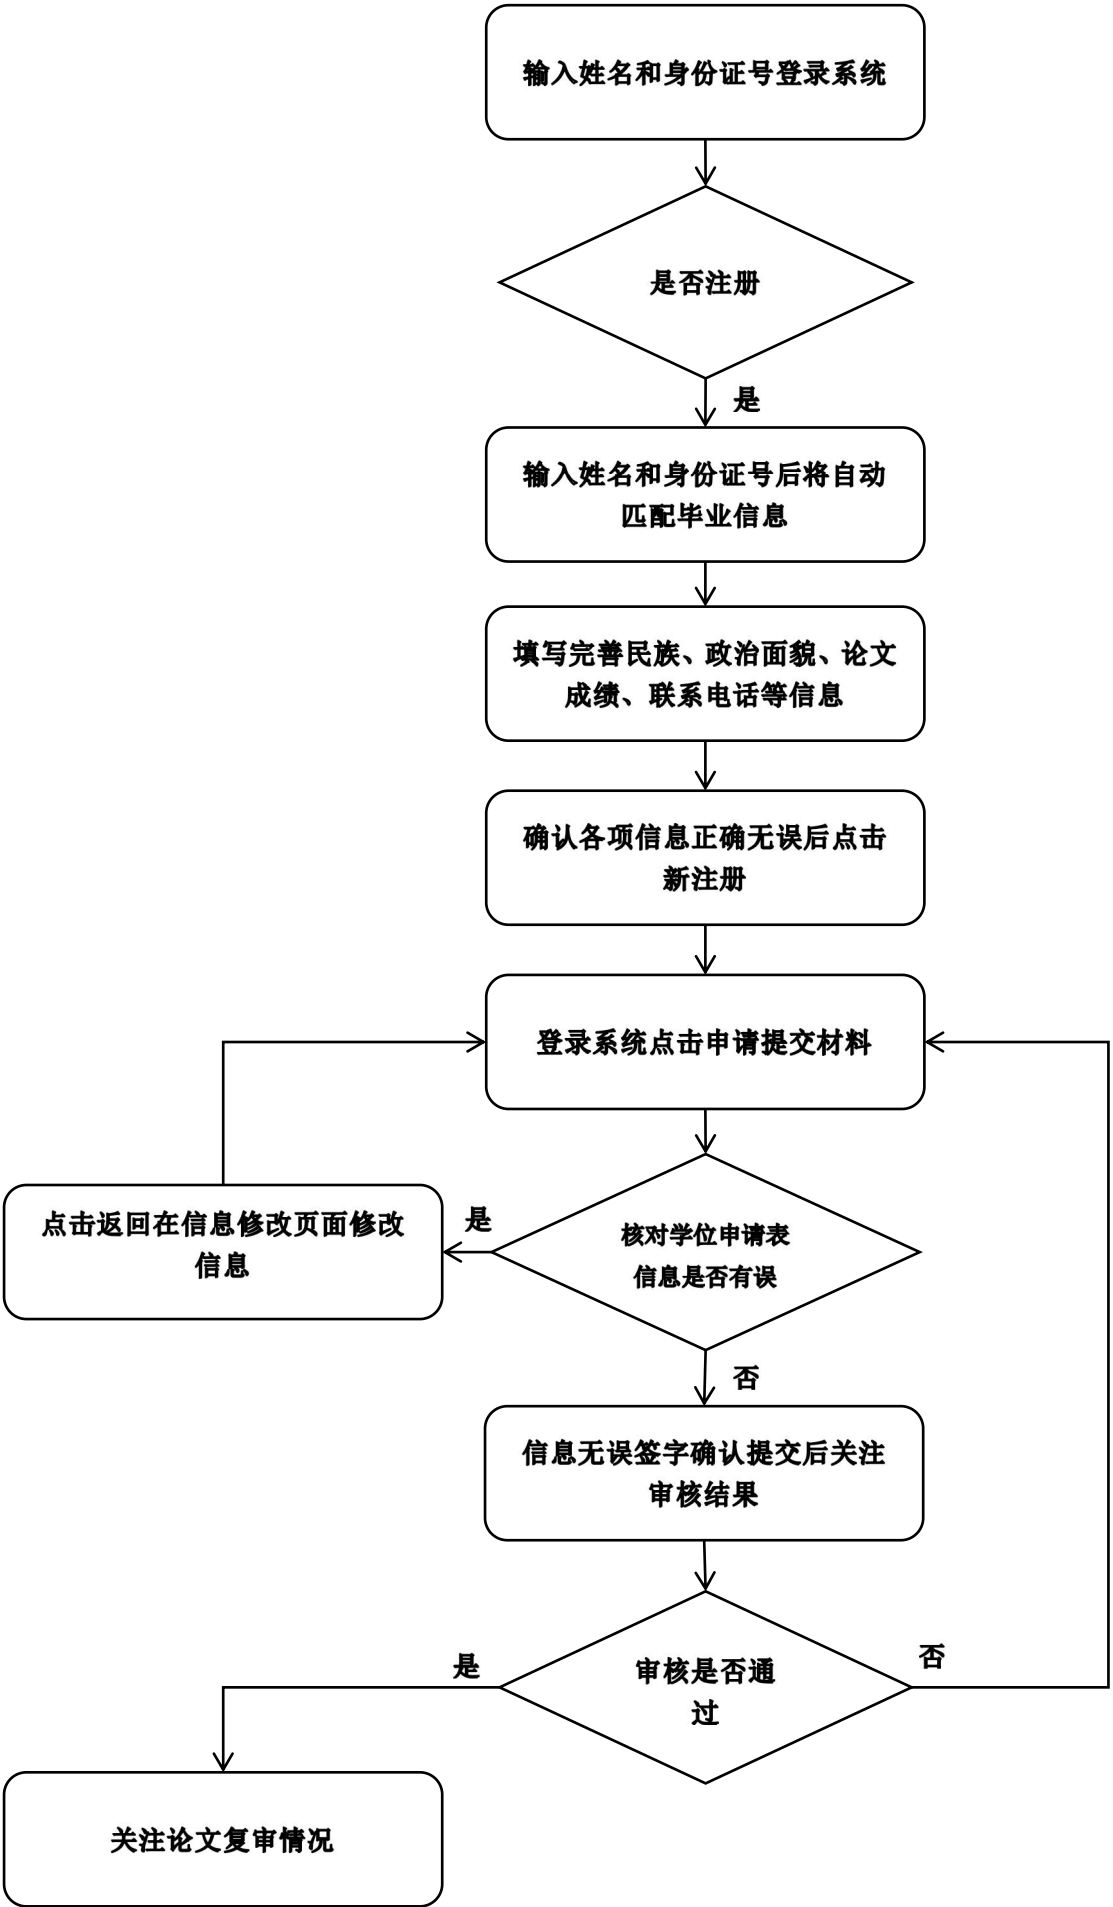 输入姓名和身份证号登录系统
是否注册
是
输入姓名和身份证号后将自动
匹配毕业信息
填写完善民族、政治面貌、论文
成绩、联系电话等信息
确认各项信息正确无误后点击
新注册
登录系统点击申请提交材料
点击返回在信息修改页面修改
信息
是
核对学位申请表
信息是否有误
否
信息无误签字确认提交后关注
审核结果
是
审核是否通
过
否
关注论文复审情况